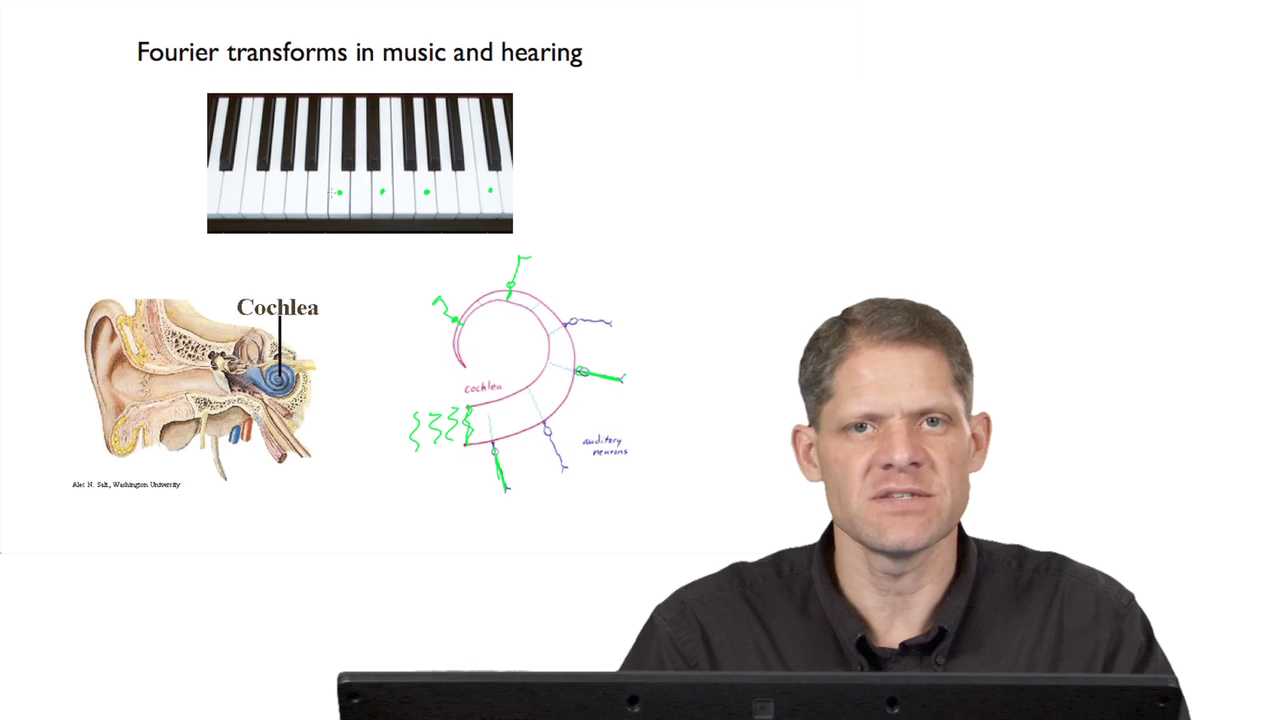 Fourier transforms in music and hearing
Cochlea
cochlea
auditory
neurons
Alec N. Salt, Washington University